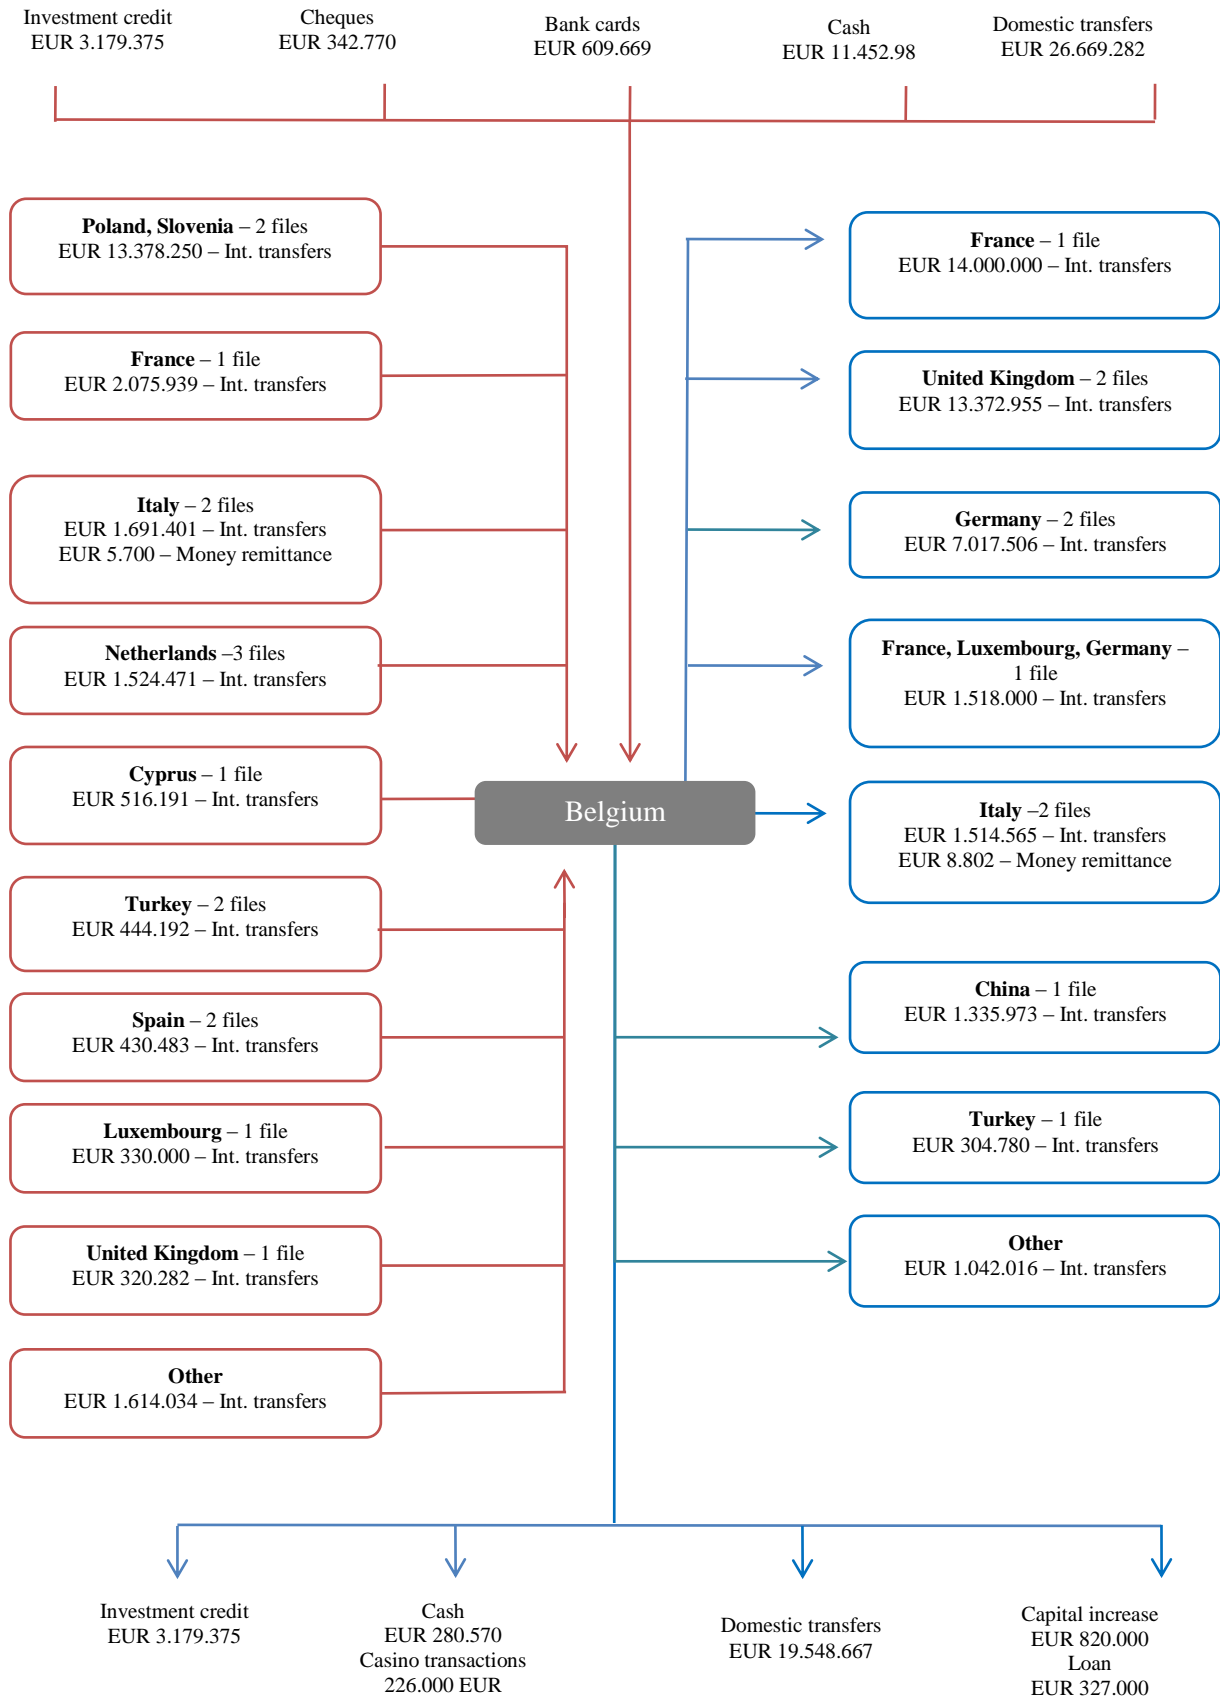 Investment credit
EUR 3.179.375
Cheques
EUR 342.770
Bank cards
EUR 609.669
Cash
EUR 11.452.98
Domestic transfers
EUR 26.669.282
Poland, Slovenia – 2 files
EUR 13.378.250 – Int. transfers
France – 1 file
EUR 2.075.939 – Int. transfers
Italy – 2 files
EUR 1.691.401 – Int. transfers
EUR 5.700 – Money remittance
Netherlands –3 files
EUR 1.524.471 – Int. transfers
Cyprus – 1 file
EUR 516.191 – Int. transfers
Turkey – 2 files
EUR 444.192 – Int. transfers
Spain – 2 files
EUR 430.483 – Int. transfers
Luxembourg – 1 file
EUR 330.000 – Int. transfers
United Kingdom – 1 file
EUR 320.282 – Int. transfers
Other
EUR 1.614.034 – Int. transfers
Belgium
France – 1 file
EUR 14.000.000 – Int. transfers
United Kingdom – 2 files
EUR 13.372.955 – Int. transfers
Germany – 2 files
EUR 7.017.506 – Int. transfers
France, Luxembourg, Germany –
1 file
EUR 1.518.000 – Int. transfers
Italy –2 files
EUR 1.514.565 – Int. transfers
EUR 8.802 – Money remittance
China – 1 file
EUR 1.335.973 – Int. transfers
Turkey – 1 file
EUR 304.780 – Int. transfers
Other
EUR 1.042.016 – Int. transfers
Investment credit
EUR 3.179.375
Cash
EUR 280.570
Casino transactions
226.000 EUR
Domestic transfers
EUR 19.548.667
Capital increase
EUR 820.000
Loan
EUR 327.000